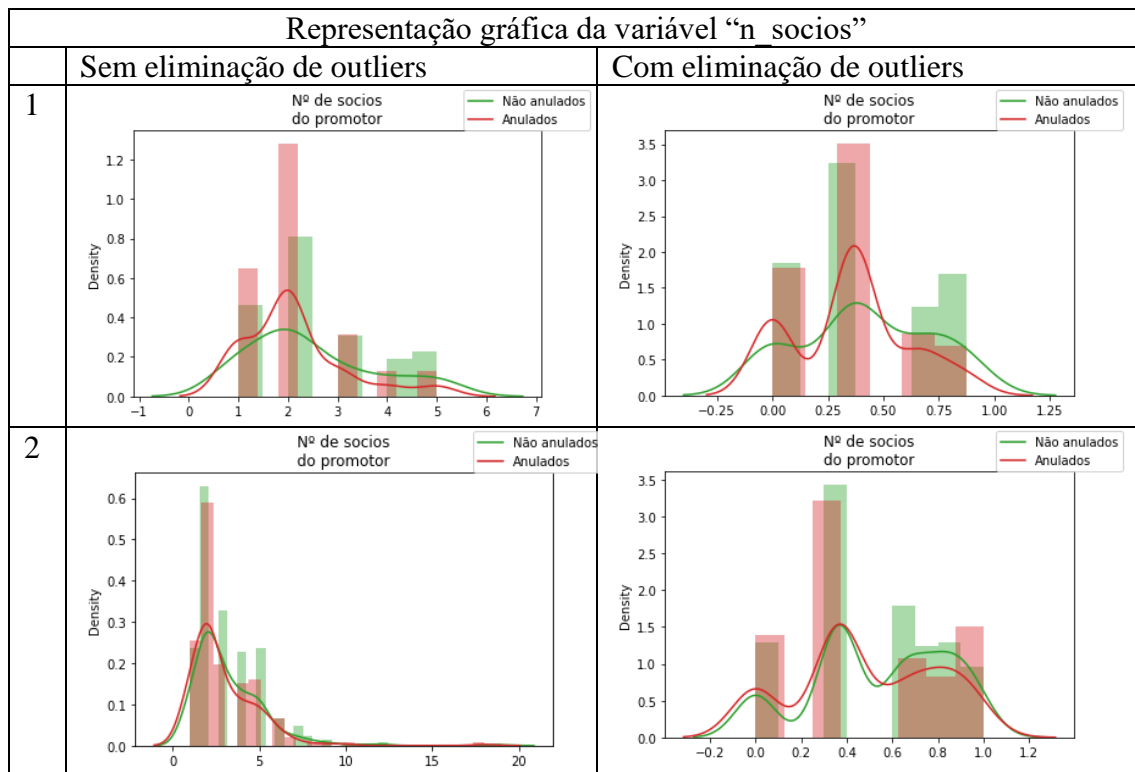 Representação gráfica da variável “n_socios”
Sem eliminação de outliers
Com eliminação de outliers
1
Nº de socios
do promotor
Não anulados
Anulados
Density
1.2
1.0
0.8
0.6
0.4
0.2
0.0
−1 0 1 2 3 4 5 6 7
Nº de socios
do promotor
Não anulados
Anulados
Density
3.5
3.0
2.5
2.0
1.5
1.0
0.5
0.0
−0.25 0.00 0.25 0.50 0.75 1.00 1.25
2
Nº de socios
do promotor
Não anulados
Anulados
Density
0.6
0.5
0.4
0.3
0.2
0.1
0.0
0 5 10 15 20
Nº de socios
do promotor
Não anulados
Anulados
Density
3.5
3.0
2.5
2.0
1.5
1.0
0.5
0.0
−0.2 0.0 0.2 0.4 0.6 0.8 1.0 1.2